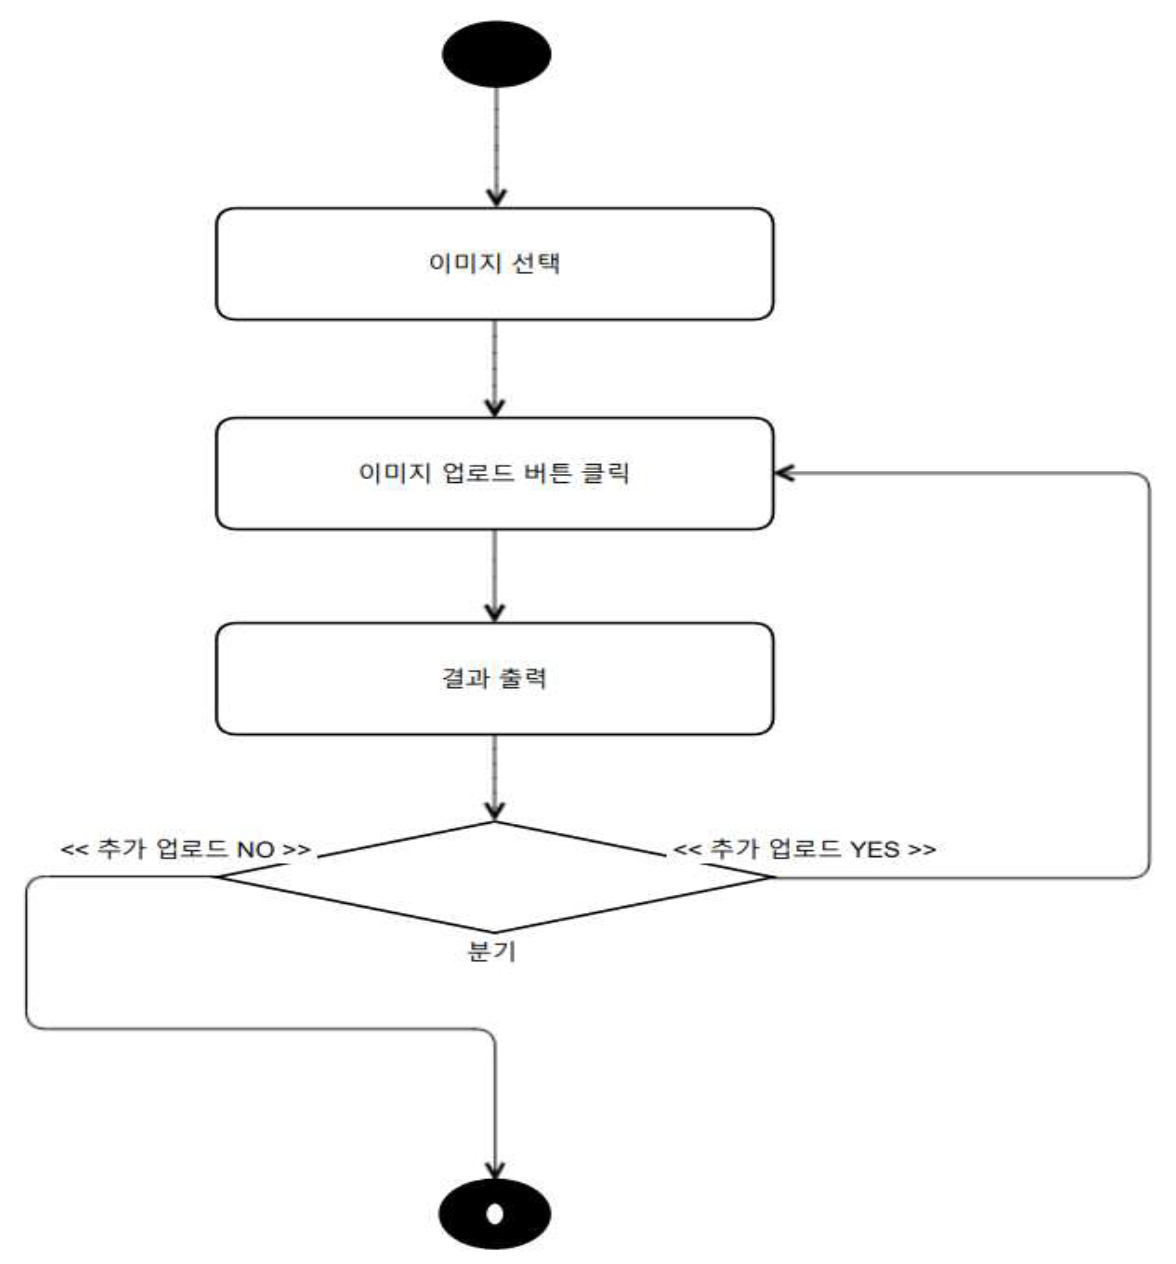 이미지 선택
이미지 업로드 버튼 클릭
결과 출력
<< 추가 업로드 NO >>
<< 추가 업로드 YES >>
분기